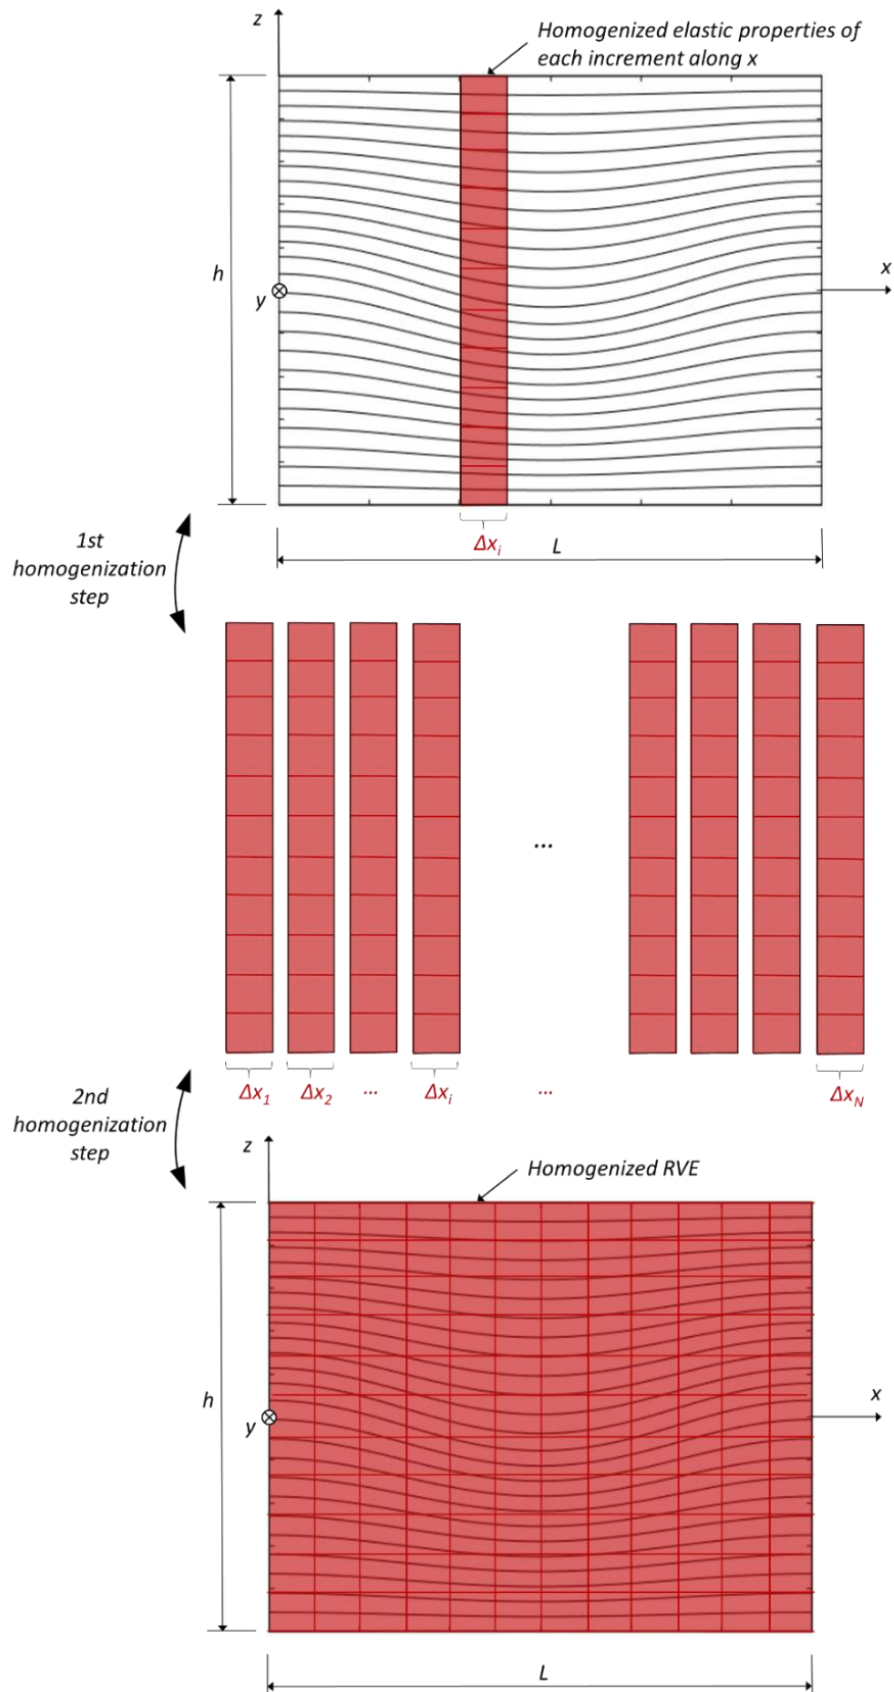 z
Homogenized elastic properties of
each increment along x
h
x
y
Δx_i
L
1st
homogenization
step
...
Δx_1
Δx_2
...
Δx_i
...
Δx_N
2nd
homogenization
step
z
Homogenized RVE
h
x
y
L